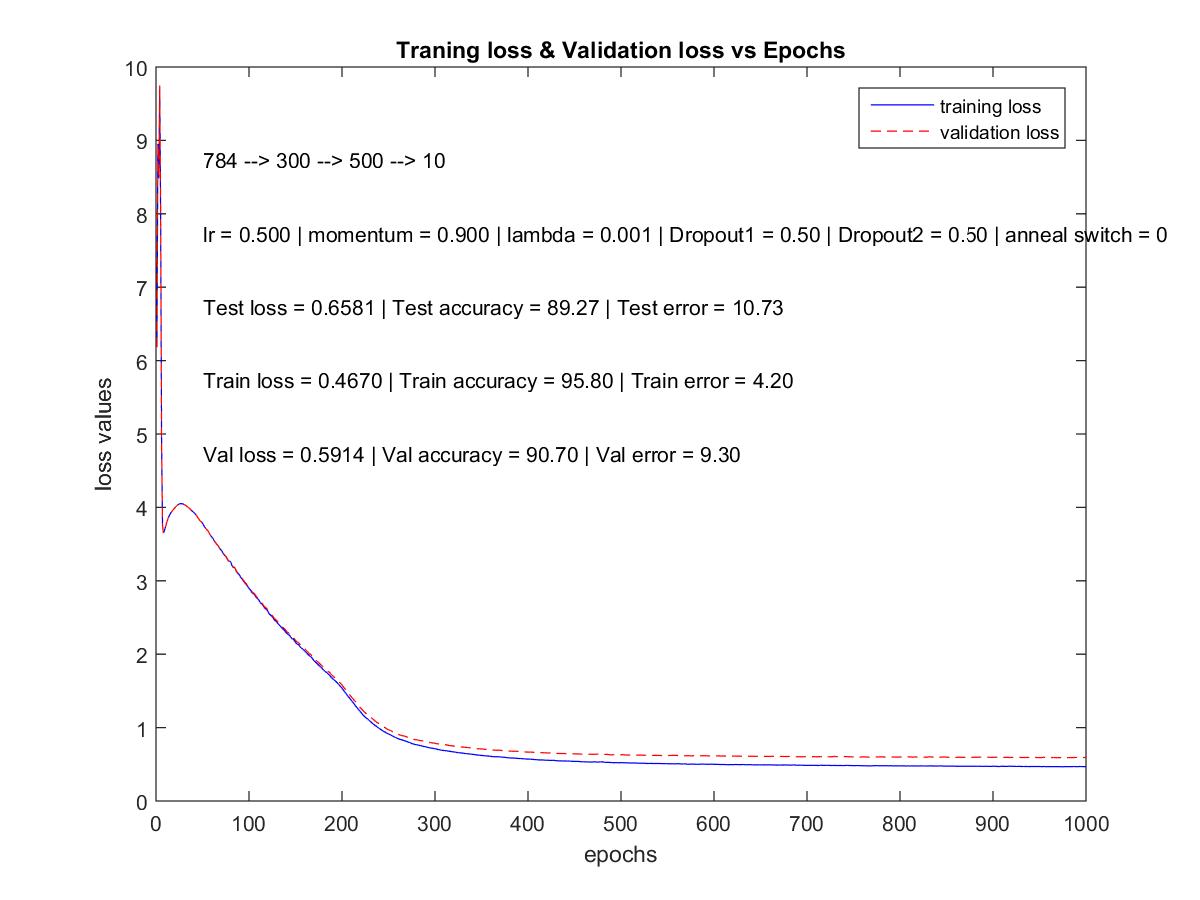 Traning loss & Validation loss vs Epochs
10
9
8
7
6
5
4
3
2
1
0
loss values
training loss
validation loss
784 --> 300 --> 500 --> 10
lr = 0.500 | momentum = 0.900 | lambda = 0.001 | Dropout1 = 0.50 | Dropout2 = 0.50 | anneal switch = 0
Test loss = 0.6581 | Test accuracy = 89.27 | Test error = 10.73
Train loss = 0.4670 | Train accuracy = 95.80 | Train error = 4.20
Val loss = 0.5914 | Val accuracy = 90.70 | Val error = 9.30
0 100 200 300 400 500 600 700 800 900 1000
epochs